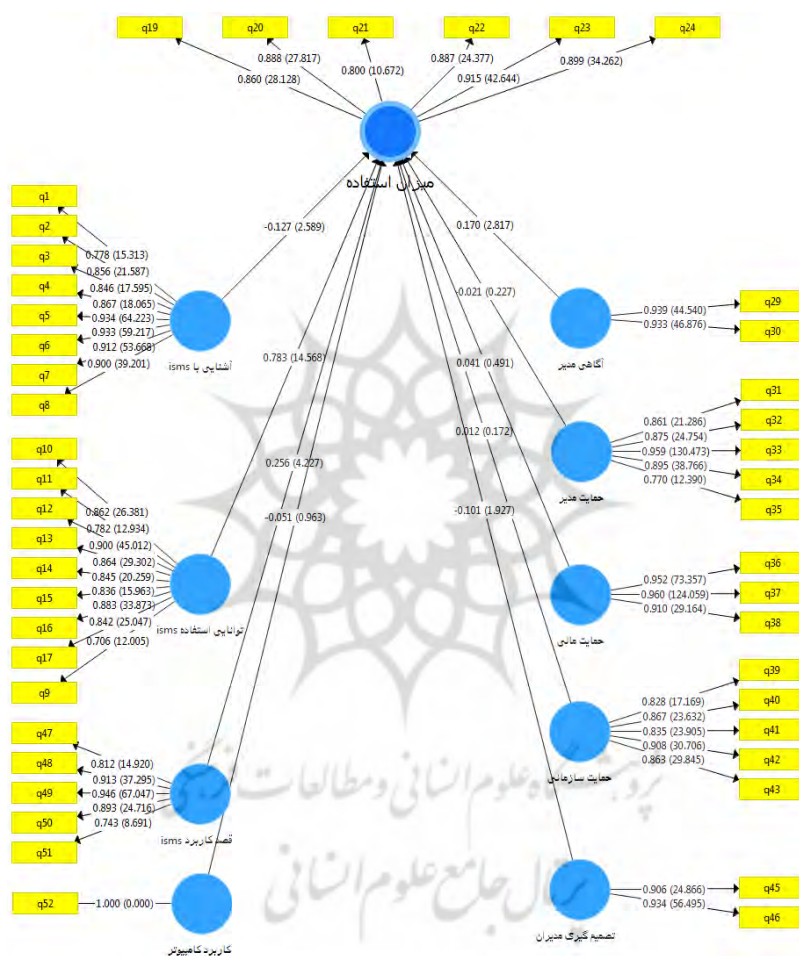 q19
q20
q21
q22
q23
q24
0.860 (28.128)
0.888 (27.817)
0.800 (10.672)
0.887 (24.377)
0.915 (42.644)
0.899 (34.262)
میزان استفاده
q1
q2
q3
q4
q5
q6
q7
q8
0.778 (15.313)
0.856 (21.587)
0.846 (17.595)
0.867 (18.065)
0.934 (64.223)
0.933 (59.217)
0.912 (53.668)
0.900 (39.201)
آشنایی با isms
-0.127 (2.589)
q10
q11
q12
q13
q14
q15
q16
q17
q9
0.862 (26.381)
0.782 (12.934)
0.900 (45.012)
0.864 (29.302)
0.845 (20.259)
0.836 (15.963)
0.883 (33.873)
0.842 (25.047)
0.706 (12.005)
توانایی استفاده isms
0.783 (14.568)
q47
q48
q49
q50
q51
0.812 (14.920)
0.913 (37.295)
0.946 (67.047)
0.893 (24.716)
0.743 (8.691)
قصد کاربرد isms
0.256 (4.227)
q52
1.000 (0.000)
کاربرد کامپیوتر
-0.051 (0.963)
0.170 (2.817)
آگاهی مدیر
0.939 (44.540)
0.933 (46.876)
q29
q30
-0.021 (0.227)
حمایت مدیر
0.861 (21.286)
0.875 (24.754)
0.959 (130.473)
0.895 (38.766)
0.770 (12.390)
q31
q32
q33
q34
q35
0.041 (0.491)
حمایت مالی
0.952 (73.357)
0.960 (124.059)
0.910 (29.164)
q36
q37
q38
0.012 (0.172)
حمایت سازمانی
0.828 (17.169)
0.867 (23.632)
0.835 (23.905)
0.908 (30.706)
0.863 (29.845)
q39
q40
q41
q42
q43
-0.101 (1.927)
تصمیم گیری مدیران
0.906 (24.866)
0.934 (56.495)
q45
q46
پژوهشگاه علوم انسانی و مطالعات فرهنگی
پرتال جامع علوم انسانی